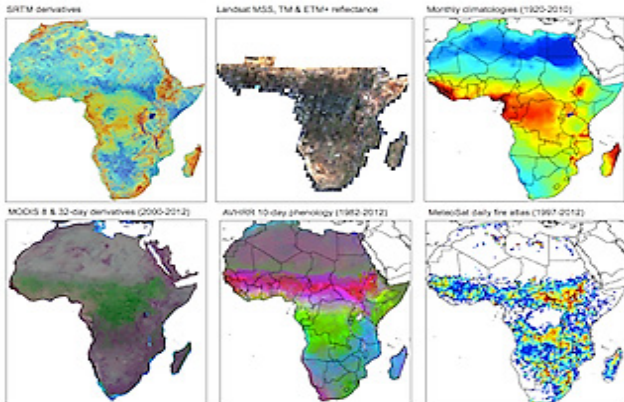 SRTM derivatives
Landsat MSS, TM & ETM+ reflectance
Monthly climatologies (1920-2010)
MODIS 8 & 32-day derivatives (2000-2012)
AVHRR 10-day phenology (1982-2012)
MeteoSat daily fire atlas (1997-2012)